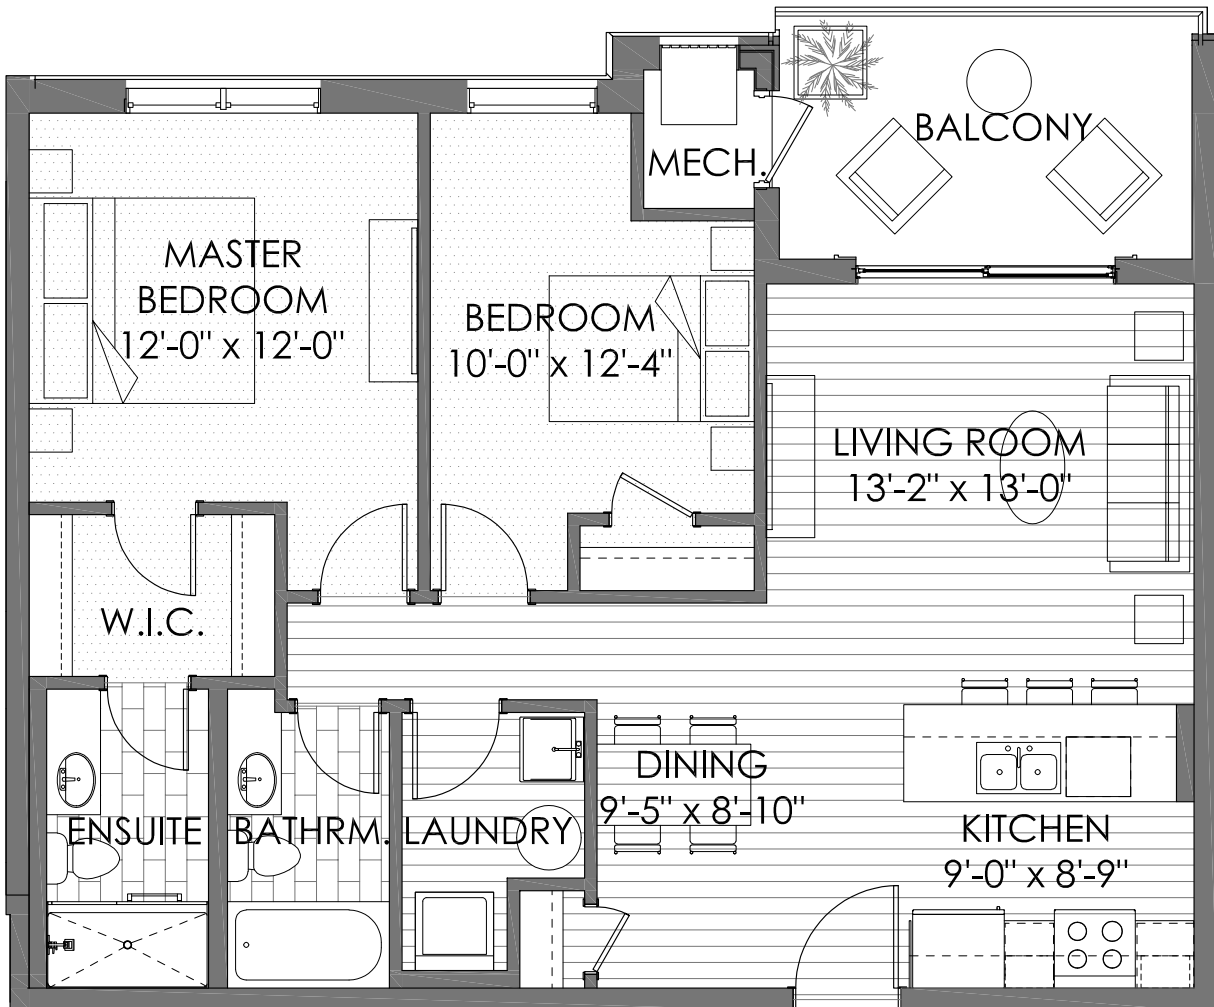 BALCONY
MECH.
MASTER
BEDROOM
12'-0" x 12'-0"
BEDROOM
10'-0" x 12'-4"
LIVING ROOM
13'-2" x 13'-0"
W.I.C.
DINING
9'-5" x 8'-10"
ENSUITE
BATHRM.
LAUNDRY
KITCHEN
9'-0" x 8'-9"